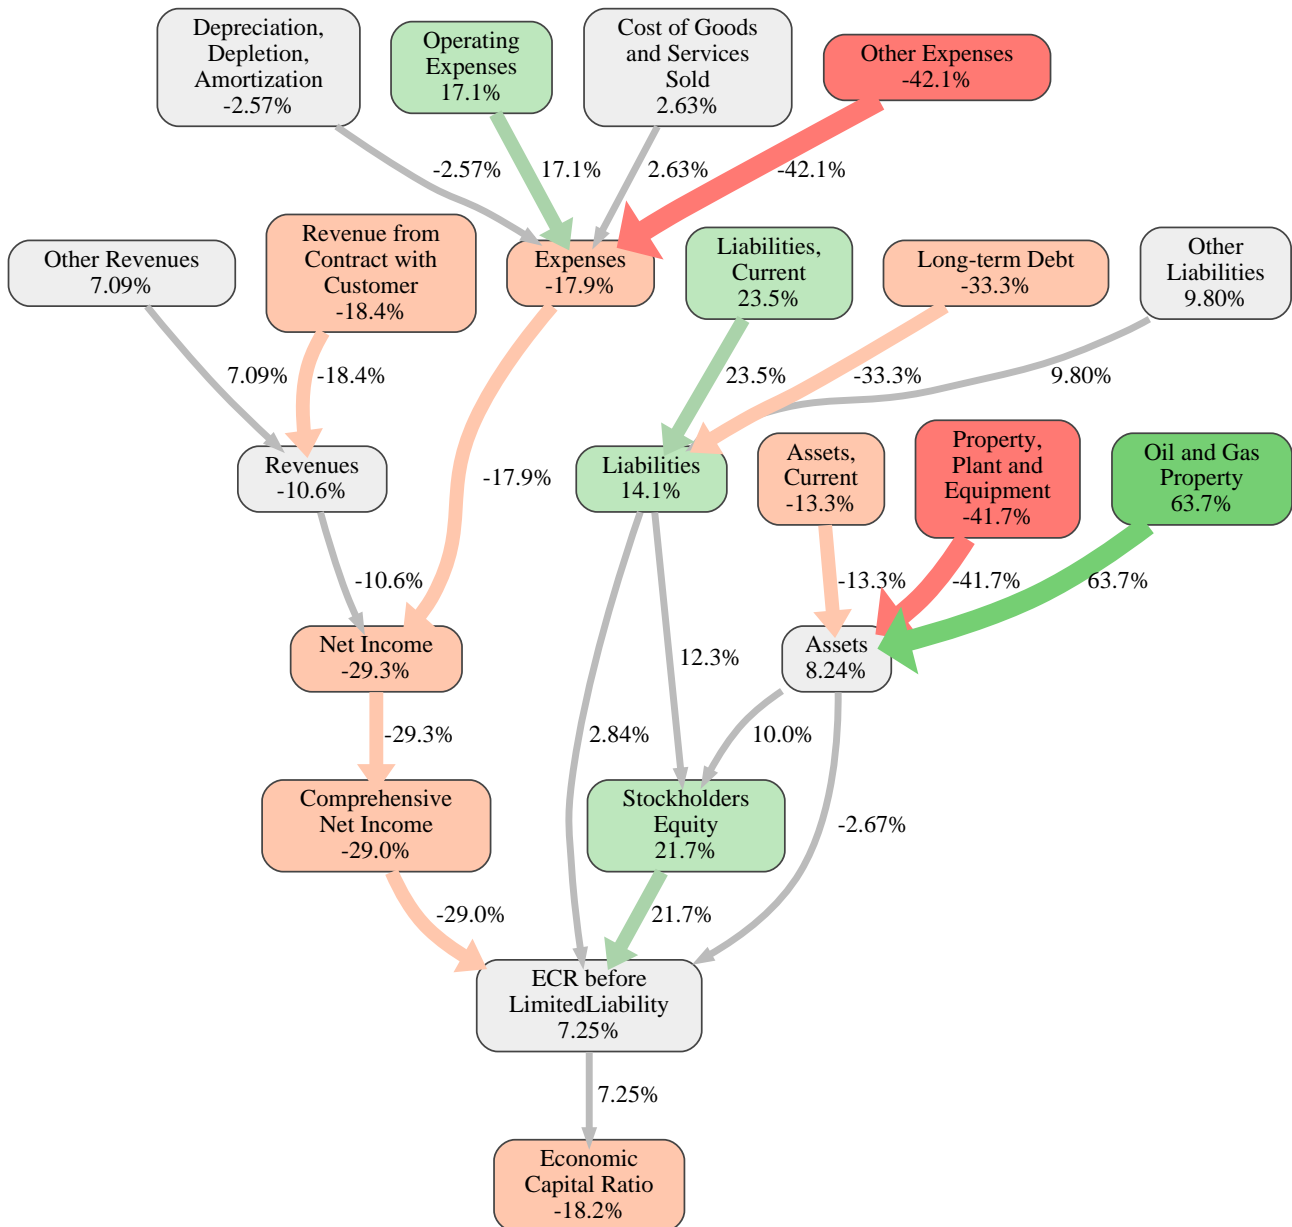 Depreciation,
Depletion,
Amortization
-2.57%
Operating
Expenses
17.1%
Cost of Goods
and Services
Sold
2.63%
Other Expenses
-42.1%
-2.57%
17.1%
2.63%
-42.1%
Other Revenues
7.09%
Revenue from
Contract with
Customer
-18.4%
Expenses
-17.9%
Liabilities,
Current
23.5%
Long-term Debt
-33.3%
Other
Liabilities
9.80%
7.09%
-18.4%
23.5%
-33.3%
9.80%
Revenues
-10.6%
-17.9%
Liabilities
14.1%
Assets,
Current
-13.3%
Property,
Plant and
Equipment
-41.7%
Oil and Gas
Property
63.7%
-10.6%
-13.3%
-41.7%
63.7%
Net Income
-29.3%
12.3%
Assets
8.24%
-29.3%
2.84%
10.0%
Comprehensive
Net Income
-29.0%
Stockholders
Equity
21.7%
-2.67%
-29.0%
21.7%
ECR before
LimitedLiability
7.25%
7.25%
Economic
Capital Ratio
-18.2%